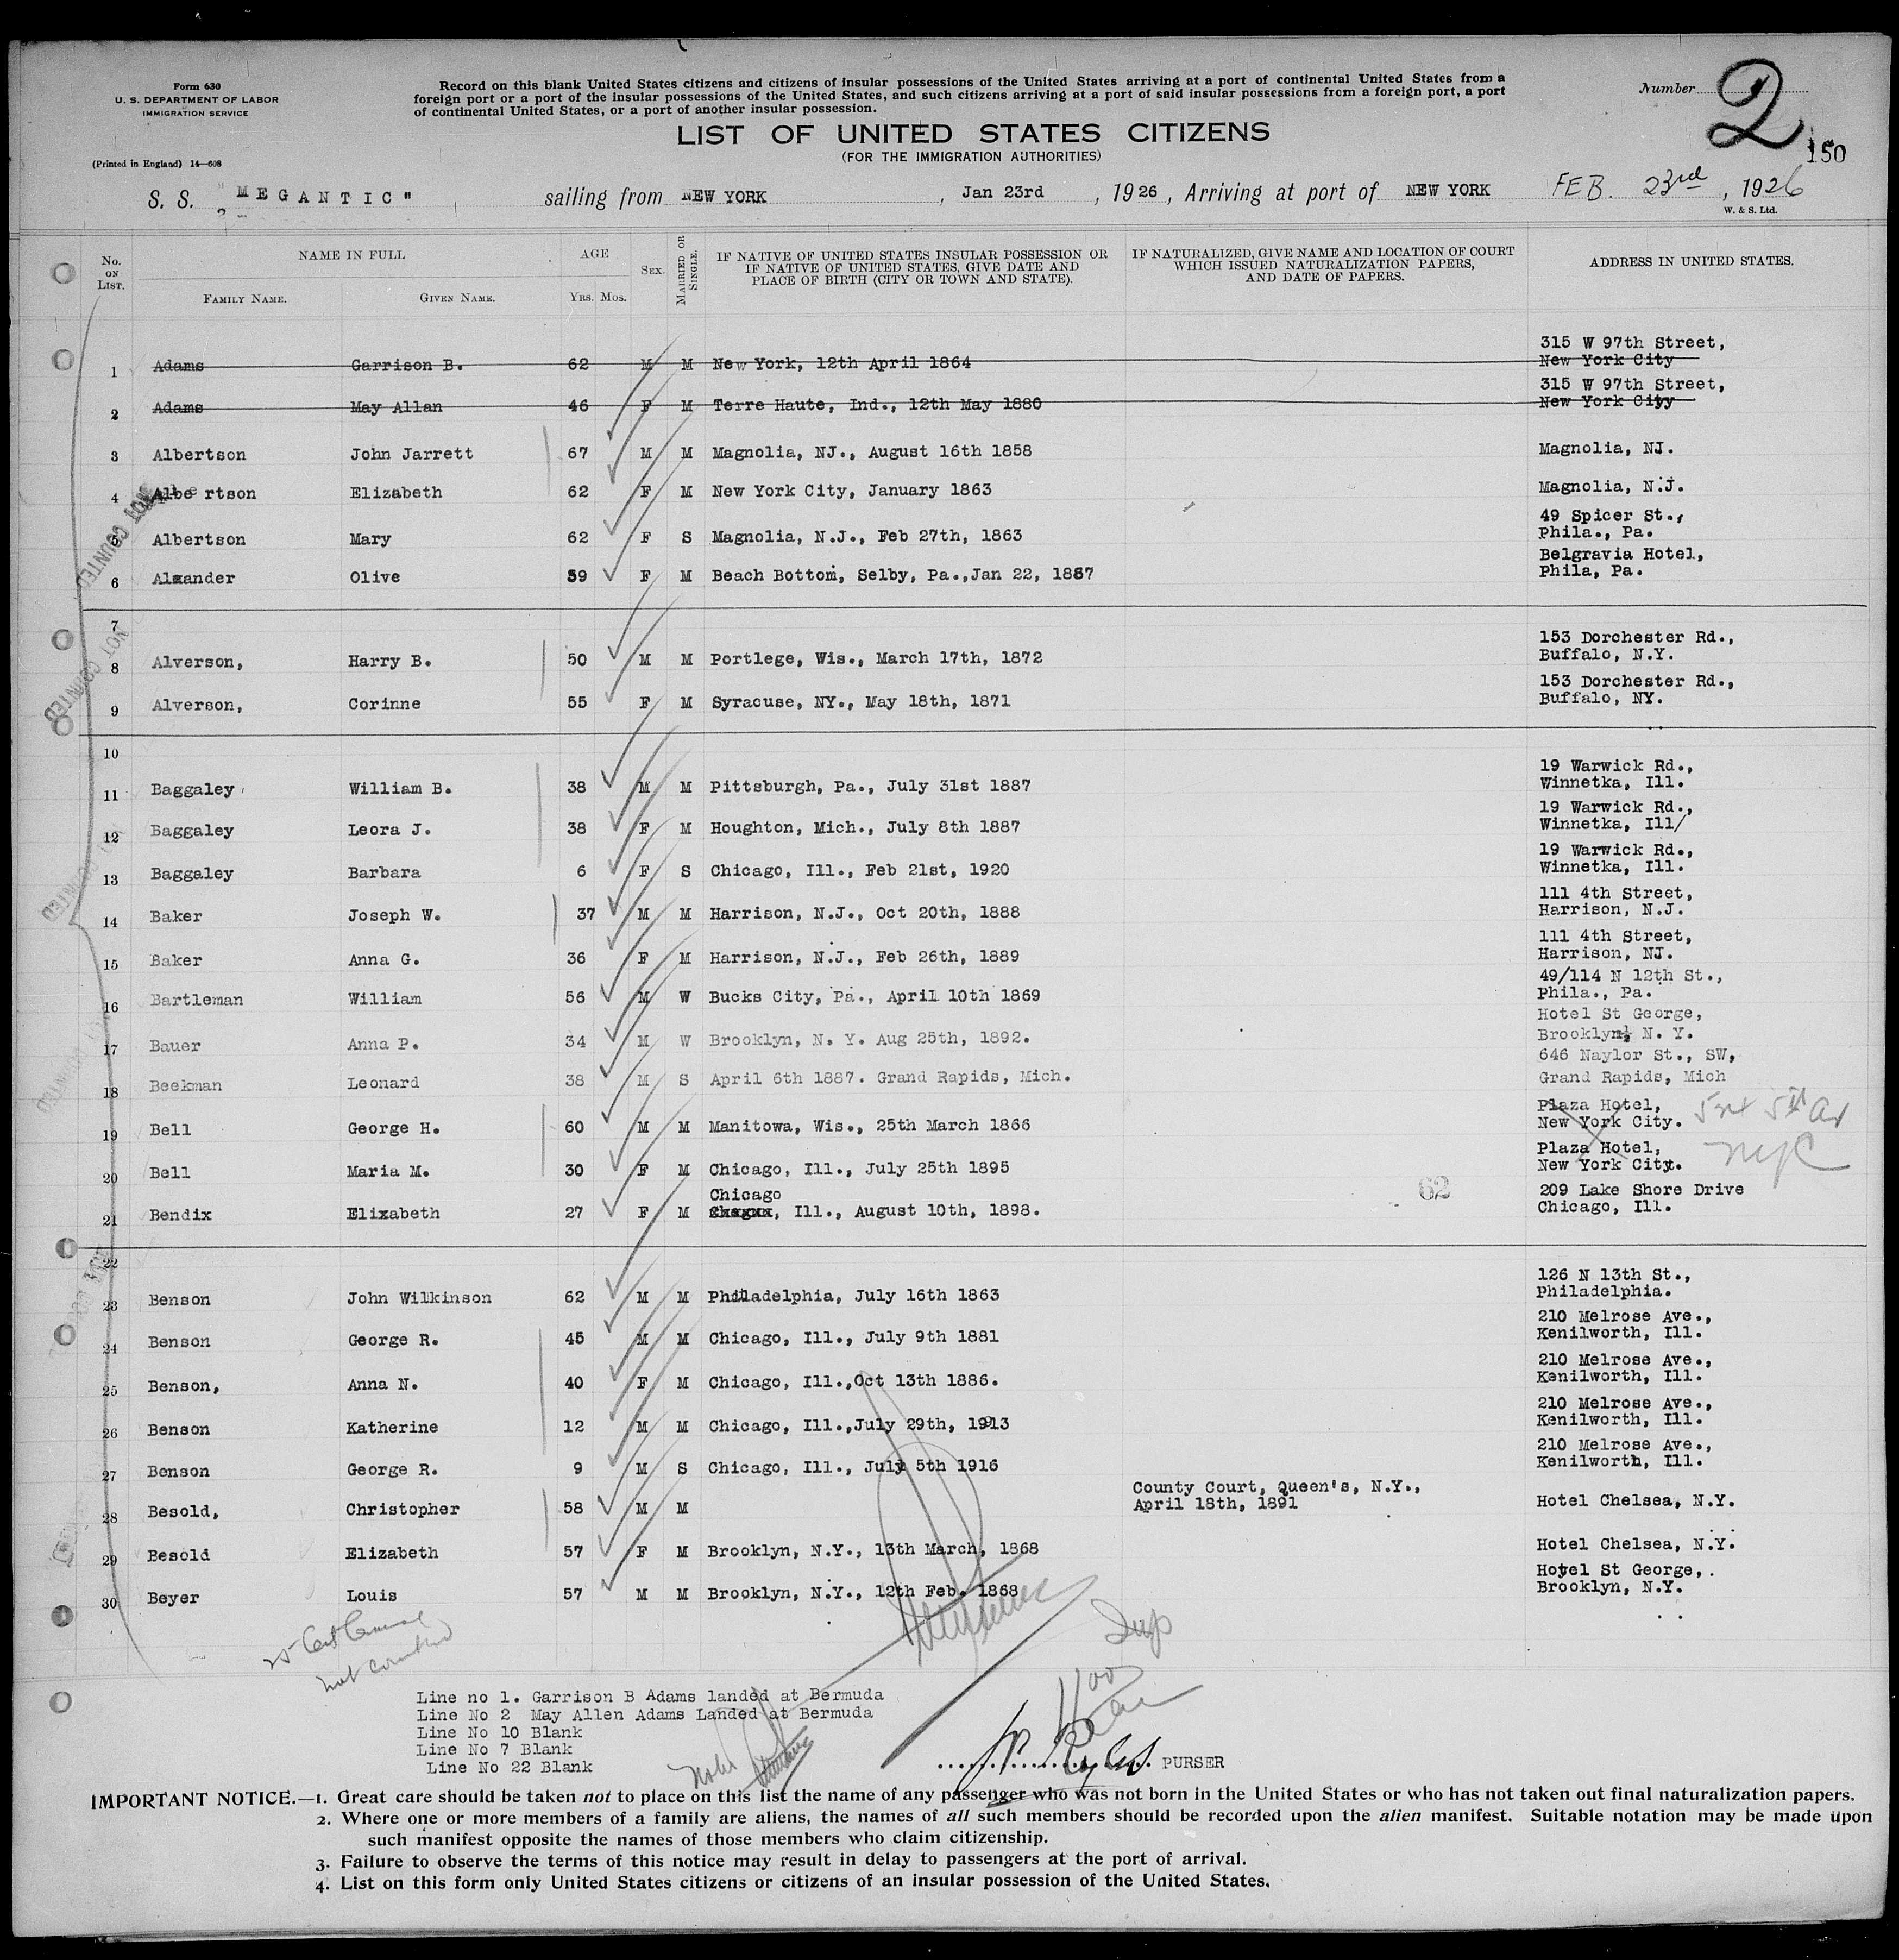 Form 630
U. S. DEPARTMENT OF LABOR
IMMIGRATION SERVICE
(Printed in England) 14—608
Record on this blank United States citizens and citizens of insular possessions of the United States arriving at a port of continental United States from a
foreign port or a port of the insular possessions of the United States, and such citizens arriving at a port of said insular possessions from a foreign port, a port
of continental United States, or a port of another insular possession.
LIST OF UNITED STATES CITIZENS
(FOR THE IMMIGRATION AUTHORITIES)
Number 2
150
S. S. "MEGANTIC" sailing from NEW YORK, Jan 23rd, 1926, Arriving at port of NEW YORK FEB. 23rd, 1926
W. & S. Ltd.
No. ON LIST. NAME IN FULL FAMILY NAME. GIVEN NAME. AGE YRS. MOS. SEX. MARRIED OR SINGLE. IF NATIVE OF UNITED STATES INSULAR POSSESSION OR IF NATIVE OF UNITED STATES, GIVE DATE AND PLACE OF BIRTH (CITY OR TOWN AND STATE). IF NATURALIZED, GIVE NAME AND LOCATION OF COURT WHICH ISSUED NATURALIZATION PAPERS, AND DATE OF PAPERS. ADDRESS IN UNITED STATES.
1 Adams Garrison B. 62 M M New York, 12th April 1864 315 W 97th Street, New York City
2 Adams May Allan 46 F M Terre Haute, Ind., 12th May 1880 315 W 97th Street, New York City
3 Albertson John Jarrett 67 M M Magnolia, NJ., August 16th 1858 Magnolia, NJ.
4 Albe rtson Elizabeth 62 F M New York City, January 1863 Magnolia, N.J.
5 Albertson Mary 62 F S Magnolia, N.J., Feb 27th, 1863 49 Spicer St., Phila., Pa.
6 Alxander Olive 59 F M Beach Bottom, Selby, Pa.,Jan 22, 1867 Belgravia Hotel, Phila, Pa.
7
8 Alverson, Harry B. 50 M M Portlege, Wis., March 17th, 1872 153 Dorchester Rd., Buffalo, N.Y.
9 Alverson, Corinne 55 F M Syracuse, NY., May 18th, 1871 153 Dorchester Rd., Buffalo, NY.
10
11 Baggaley William B. 38 M M Pittsburgh, Pa., July 31st 1887 19 Warwick Rd., Winnetka, Ill.
12 Baggaley Leora J. 38 F M Houghton, Mich., July 8th 1887 19 Warwick Rd., Winnetka, Ill/
13 Baggaley Barbara 6 F S Chicago, Ill., Feb 21st, 1920 19 Warwick Rd., Winnetka, Ill.
14 Baker Joseph W. 37 M M Harrison, N.J., Oct 20th, 1888 111 4th Street, Harrison, N.J.
15 Baker Anna G. 36 F M Harrison, N.J., Feb 26th, 1889 111 4th Street, Harrison, NJ.
16 Bartleman William 56 M W Bucks City, Pa., April 10th 1869 49/114 N 12th St., Phila., Pa.
17 Bauer Anna P. 34 M W Brooklyn, N. Y. Aug 25th, 1892. Hotel St George, Brooklyn, N. Y.
18 Beekman Leonard 38 M S April 6th 1887. Grand Rapids, Mich. 646 Naylor St., SW, Grand Rapids, Mich
19 Bell George H. 60 M M Manitowa, Wis., 25th March 1866 Plaza Hotel, New York City.
20 Bell Maria M. 30 F M Chicago, Ill., July 25th 1895 Plaza Hotel, New York City.
NYC
62
21 Bendix Elizabeth 27 F M Chicago, Ill., August 10th, 1898. 209 Lake Shore Drive Chicago, Ill.
22
23 Benson John Wilkinson 62 M M Philadelphia, July 16th 1863 126 N 13th St., Philadelphia.
24 Benson George R. 45 M M Chicago, Ill., July 9th 1881 210 Melrose Ave., Kenilworth, Ill.
25 Benson, Anna N. 40 F M Chicago, Ill.,Oct 13th 1886. 210 Melrose Ave., Kenilworth, Ill.
26 Benson Katherine 12 M M Chicago, Ill.,July 29th, 1913 210 Melrose Ave., Kenilworth, Ill.
27 Benson George R. 9 M S Chicago, Ill., July 5th 1916 210 Melrose Ave., Kenilworth, Ill.
28 Besold, Christopher 58 M M County Court, Queen's, N.Y., April 18th, 1891 Hotel Chelsea, N.Y.
29 Besold Elizabeth 57 F M Brooklyn, N.Y., 13th March, 1868 Hotel Chelsea, N.Y.
30 Beyer Louis 57 M M Brooklyn, N.Y., 12th Feb. 1868 Hotel St George, Brooklyn, N.Y.
NOT COUNTED
NOT COUNTED
not counted
Line no 1. Garrison B Adams landed at Bermuda
Line No 2 May Allen Adams Landed at Bermuda
Line No 10 Blank
Line No 7 Blank
Line No 22 Blank
PURSER
IMPORTANT NOTICE.—1. Great care should be taken not to place on this list the name of any passenger who was not born in the United States or who has not taken out final naturalization papers.
2. Where one or more members of a family are aliens, the names of all such members should be recorded upon the alien manifest. Suitable notation may be made upon
such manifest opposite the names of those members who claim citizenship.
3. Failure to observe the terms of this notice may result in delay to passengers at the port of arrival.
4. List on this form only United States citizens or citizens of an insular possession of the United States.